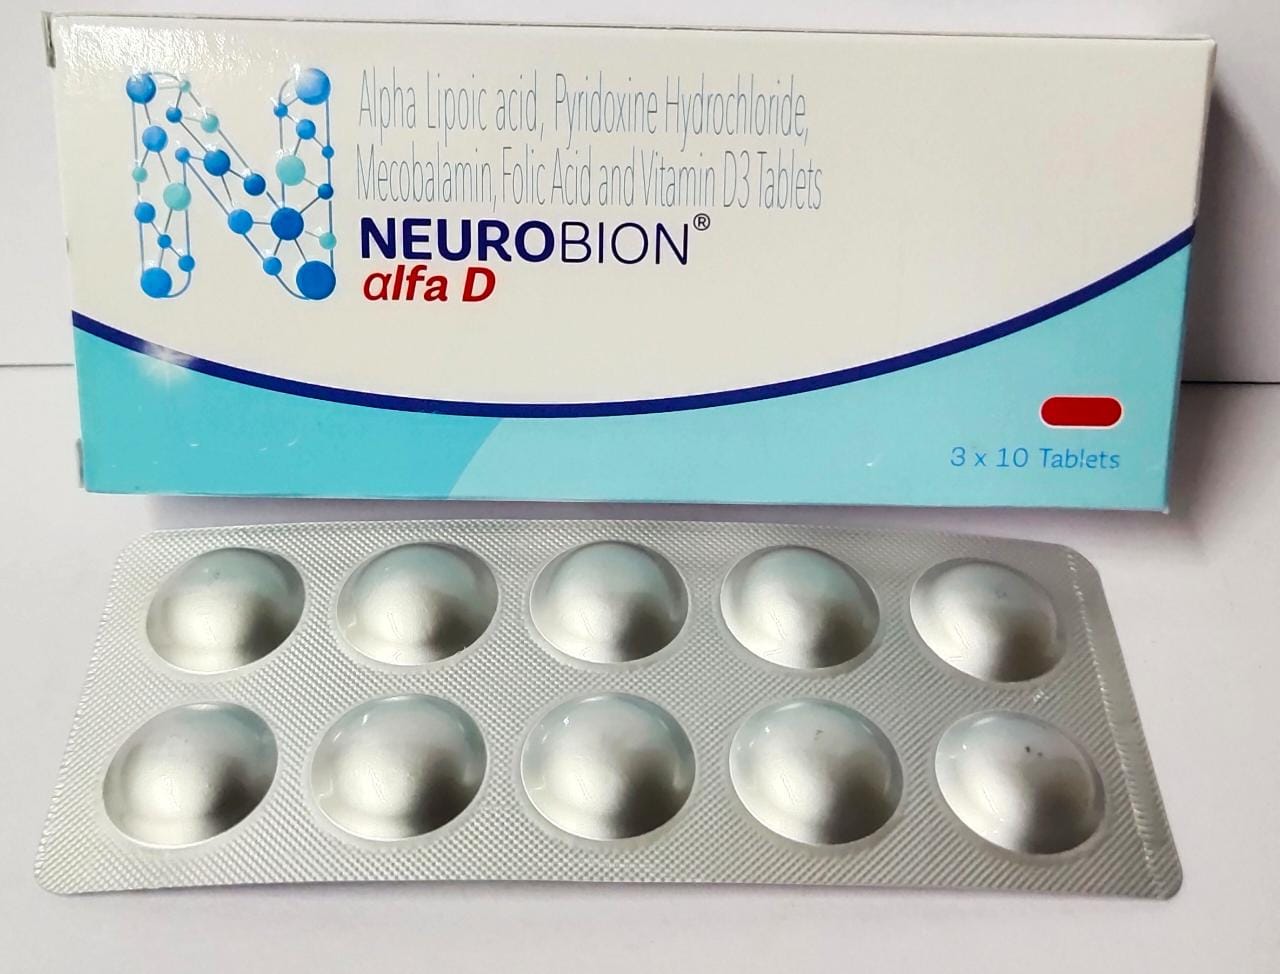 Alpha Lipoic acid, Pyridoxine Hydrochloride,
Mecobalamin, Folic Acid and Vitamin D3 Tablets
NEUROBION®
alfa D
3 x 10 Tablets